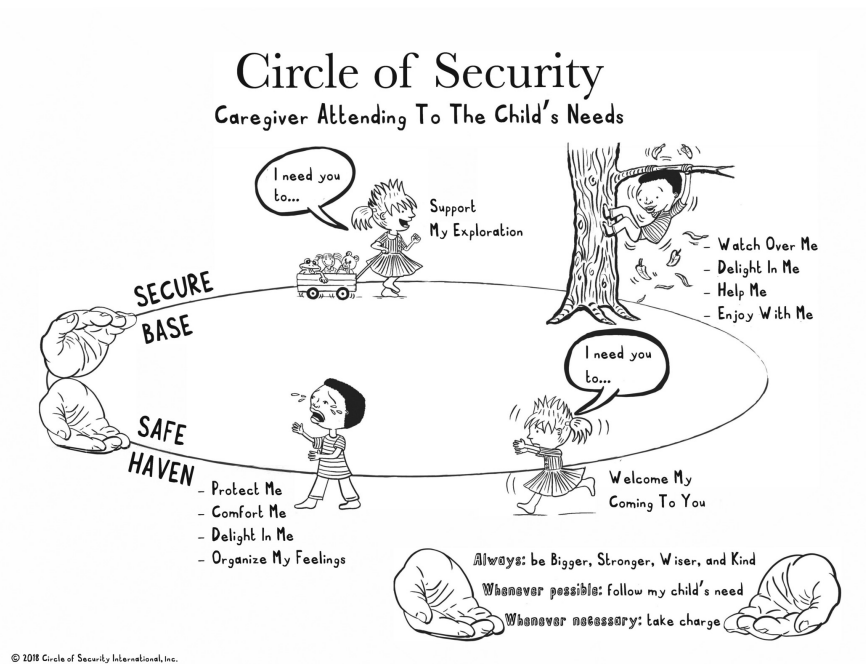 Circle of Security
Caregiver Attending To The Child's Needs
I need you
to...
Support
My Exploration
- Watch Over Me
- Delight In Me
- Help Me
- Enjoy With Me
SECURE
BASE
I need you
to...
SAFE
HAVEN
- Protect Me
- Comfort Me
- Delight In Me
- Organize My Feelings
Welcome My
Coming To You
Always: be Bigger, Stronger, Wiser, and Kind
Whenever possible: follow my child's need
Whenever necessary: take charge
© 2018 Circle of Security International, Inc.